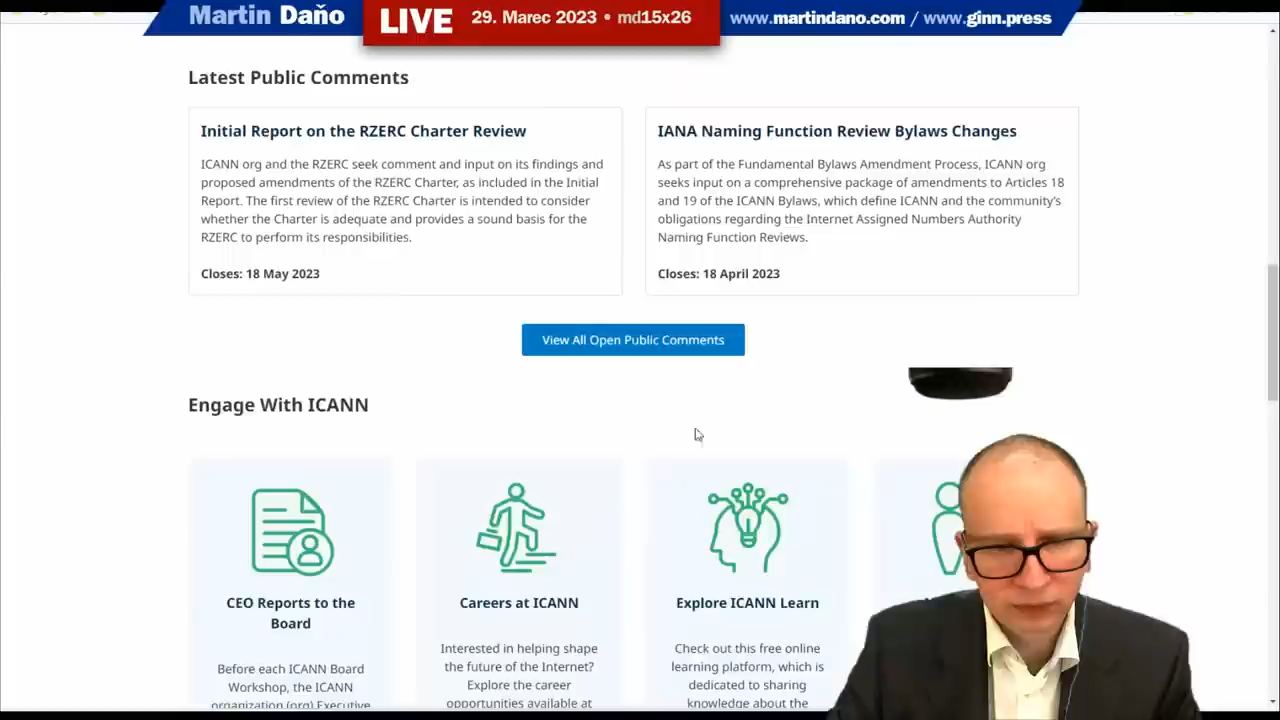 Martin Daňo
LIVE
29. Marec 2023 • md15x26
www.martindano.com / www.ginn.press
Latest Public Comments
Initial Report on the RZERC Charter Review
ICANN org and the RZERC seek comment and input on its findings and
proposed amendments of the RZERC Charter, as included in the Initial
Report. The first review of the RZERC Charter is intended to consider
whether the Charter is adequate and provides a sound basis for the
RZERC to perform its responsibilities.
Closes: 18 May 2023
IANA Naming Function Review Bylaws Changes
As part of the Fundamental Bylaws Amendment Process, ICANN org
seeks input on a comprehensive package of amendments to Articles 18
and 19 of the ICANN Bylaws, which define ICANN and the community's
obligations regarding the Internet Assigned Numbers Authority
Naming Function Reviews.
Closes: 18 April 2023
View All Open Public Comments
Engage With ICANN
CEO Reports to the
Board
Before each ICANN Board
Workshop, the ICANN
organization (org) Executive
Careers at ICANN
Interested in helping shape
the future of the Internet?
Explore the career
opportunities available at
Explore ICANN Learn
Check out this free online
learning platform, which is
dedicated to sharing
knowledge about the